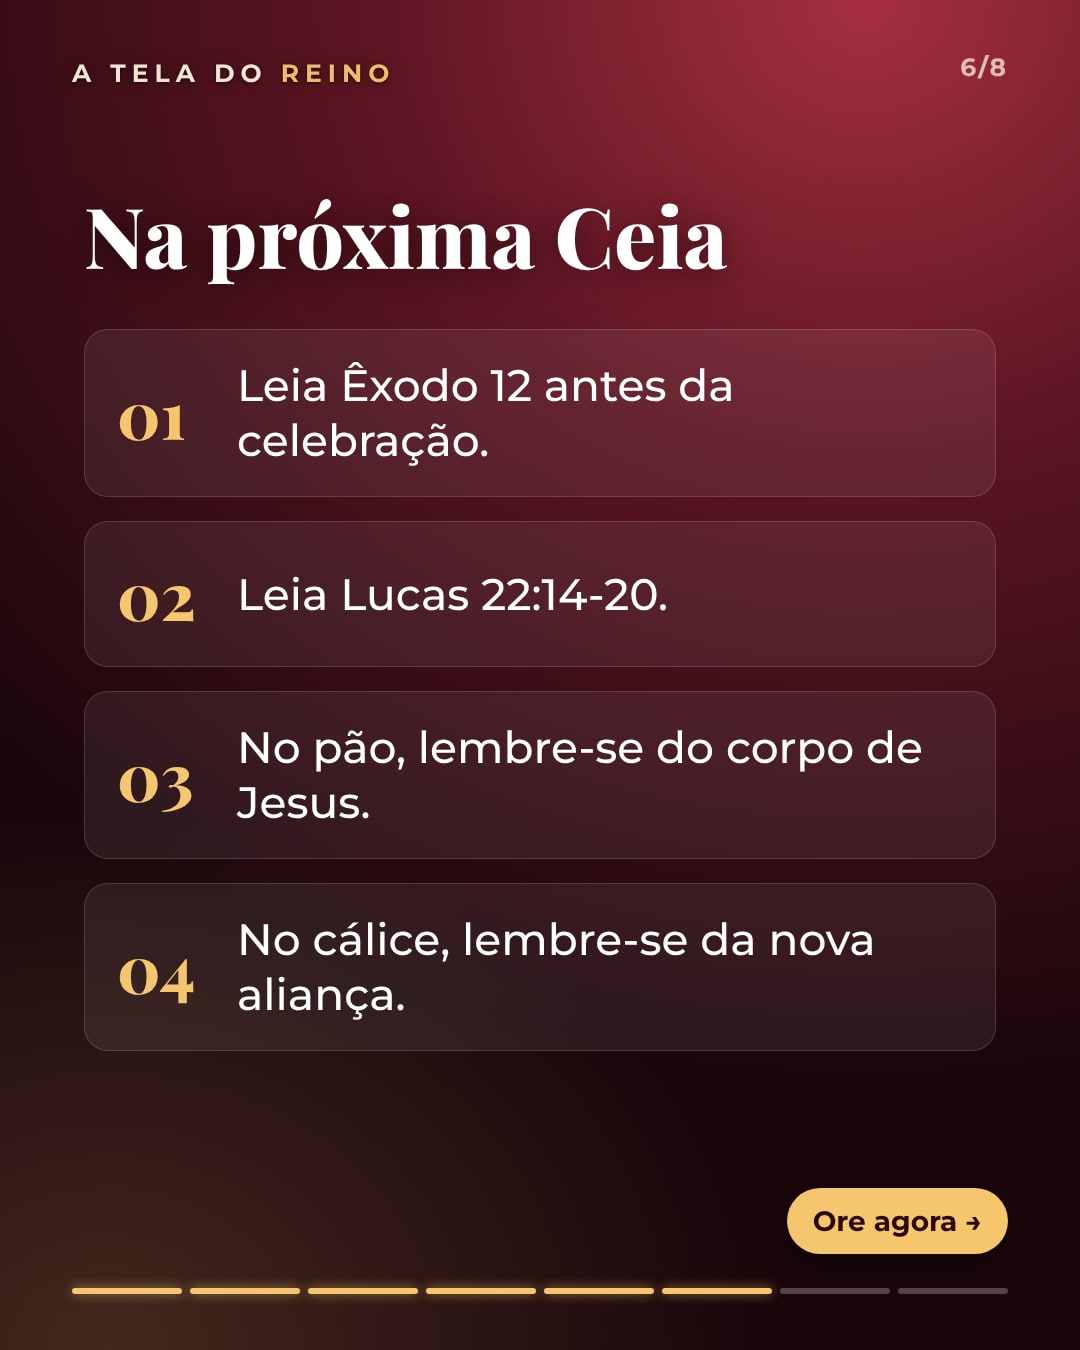 A TELA DO REINO
6/8
Na próxima Ceia
01
Leia Êxodo 12 antes da
celebração.
02
Leia Lucas 22:14-20.
03
No pão, lembre-se do corpo de
Jesus.
04
No cálice, lembre-se da nova
aliança.
Ore agora →